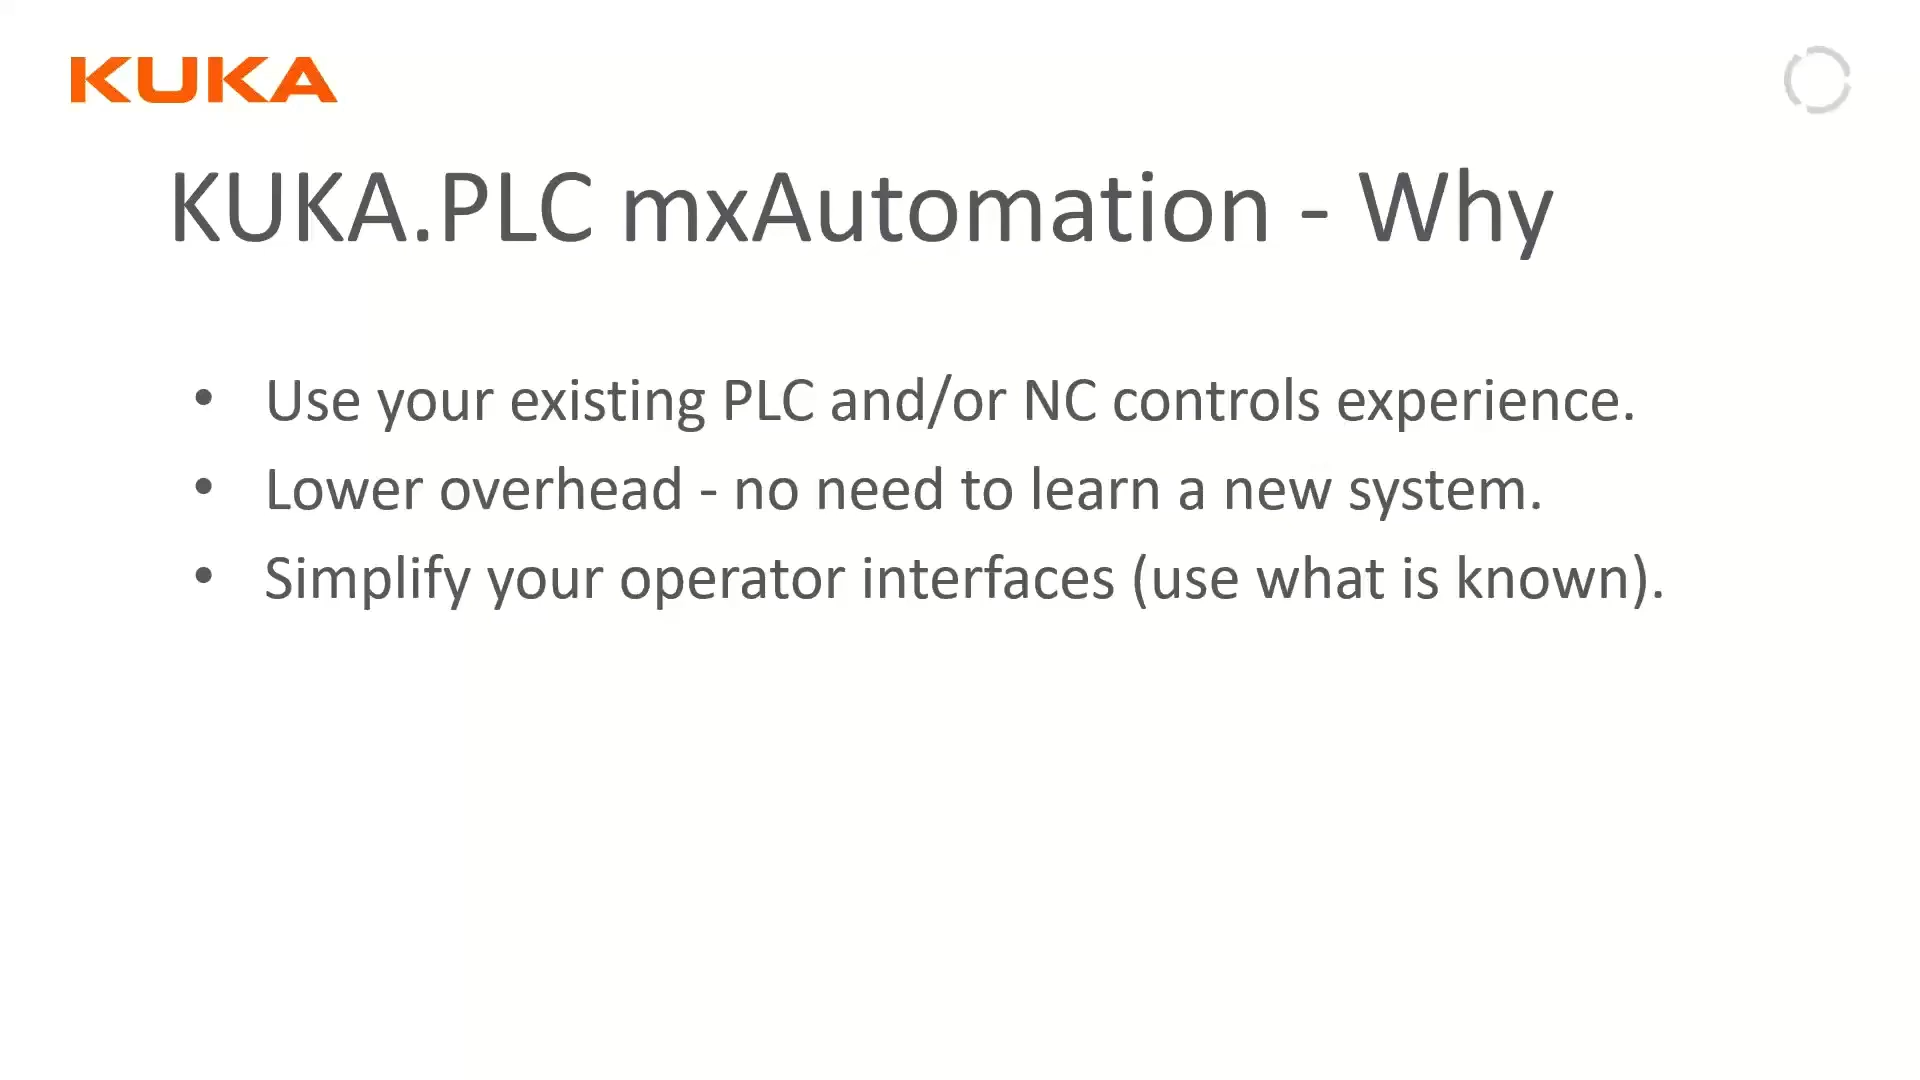 KUKA
KUKA.PLC mxAutomation - Why
• Use your existing PLC and/or NC controls experience.
• Lower overhead - no need to learn a new system.
• Simplify your operator interfaces (use what is known).